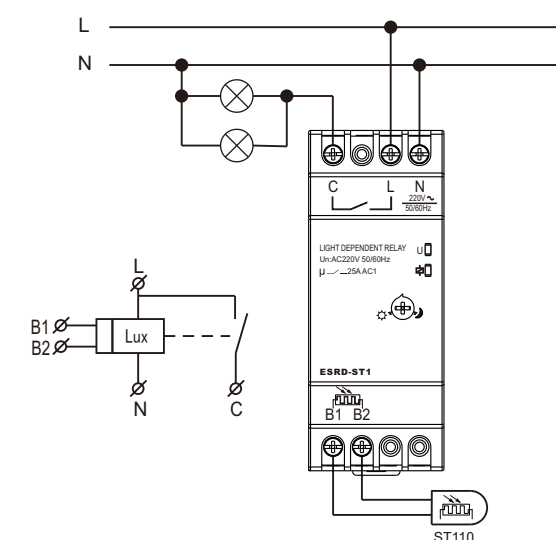 L
N
C L N
220V ~
50/60Hz
LIGHT DEPENDENT RELAY
Un:AC220V 50/60Hz
µ 25A AC1
U
L
B1
B2
Lux
N
C
ESRD-ST1
B1 B2
ST110